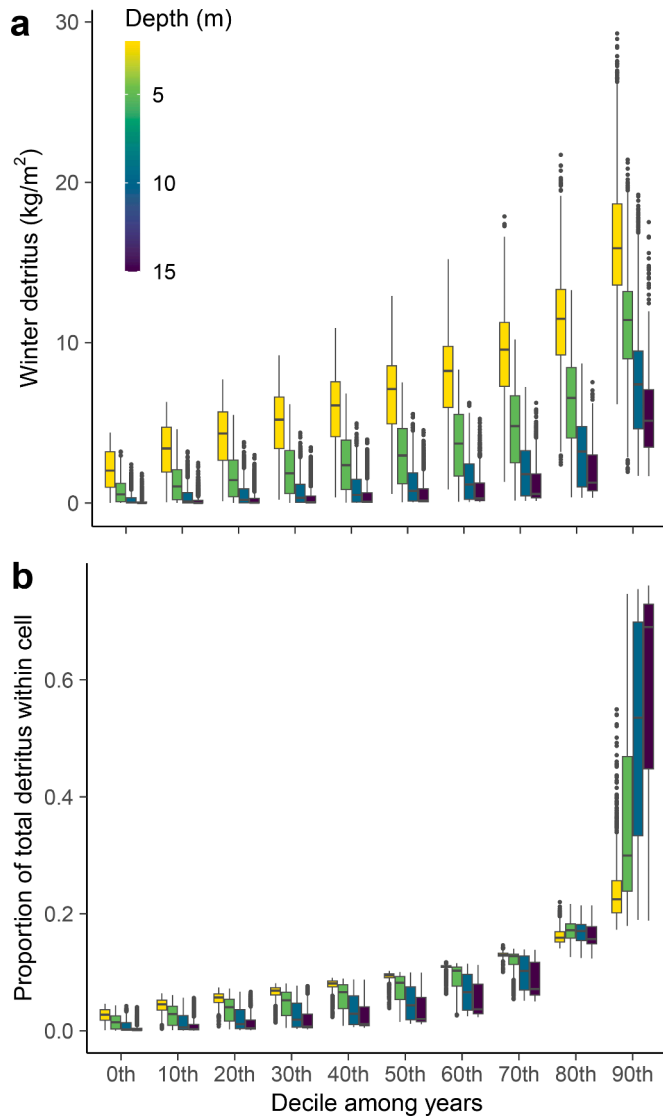 a
Depth (m)
5
10
15
30
20
10
0
Winter detritus (kg/m²)
b
0.6
0.4
0.2
0.0
Proportion of total detritus within cell
0th 10th 20th 30th 40th 50th 60th 70th 80th 90th
Decile among years